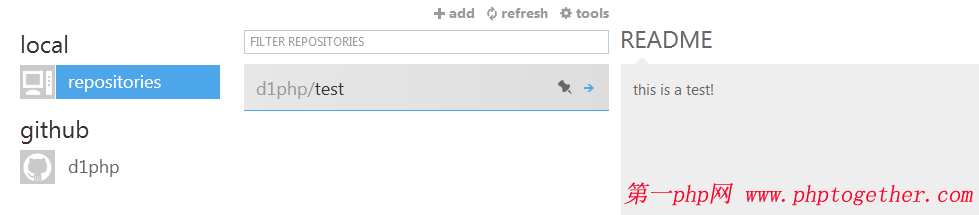 add refresh tools
local
repositories
github
d1php
FILTER REPOSITORIES
d1php/test
README
this is a test!
第一php网 www.phptogether.com